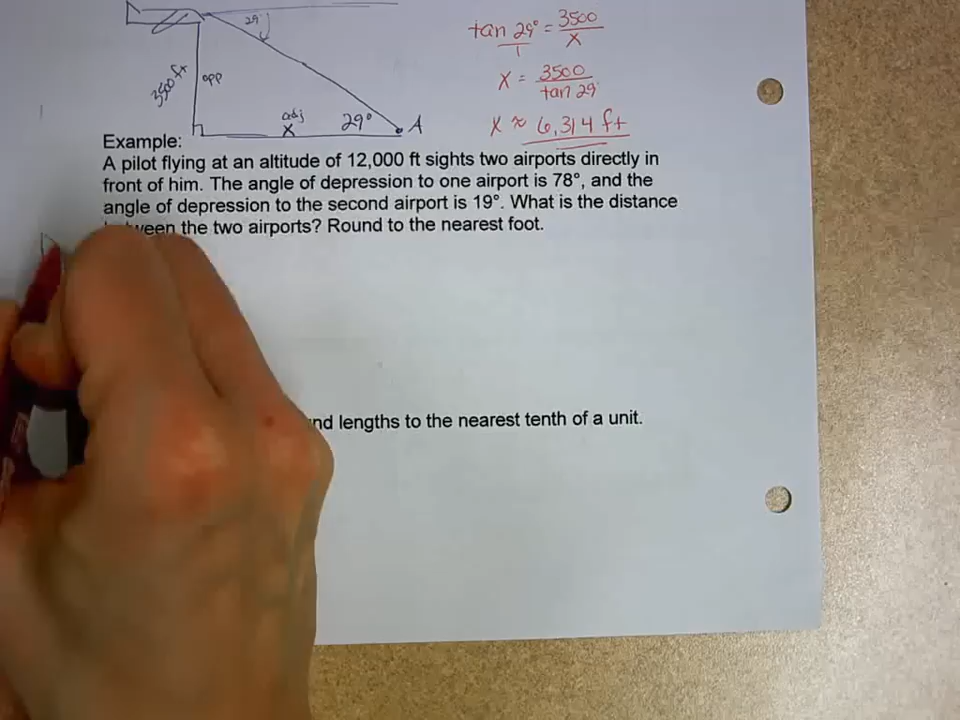 29°
tan 29° = 3500
1 x
x = 3500
tan 29°
3500 ft
opp
adj
x
29°
A
x ≈ 6,314 ft
Example:
A pilot flying at an altitude of 12,000 ft sights two airports directly in
front of him. The angle of depression to one airport is 78°, and the
angle of depression to the second airport is 19°. What is the distance
the two airports? Round to the nearest foot.
lengths to the nearest tenth of a unit.